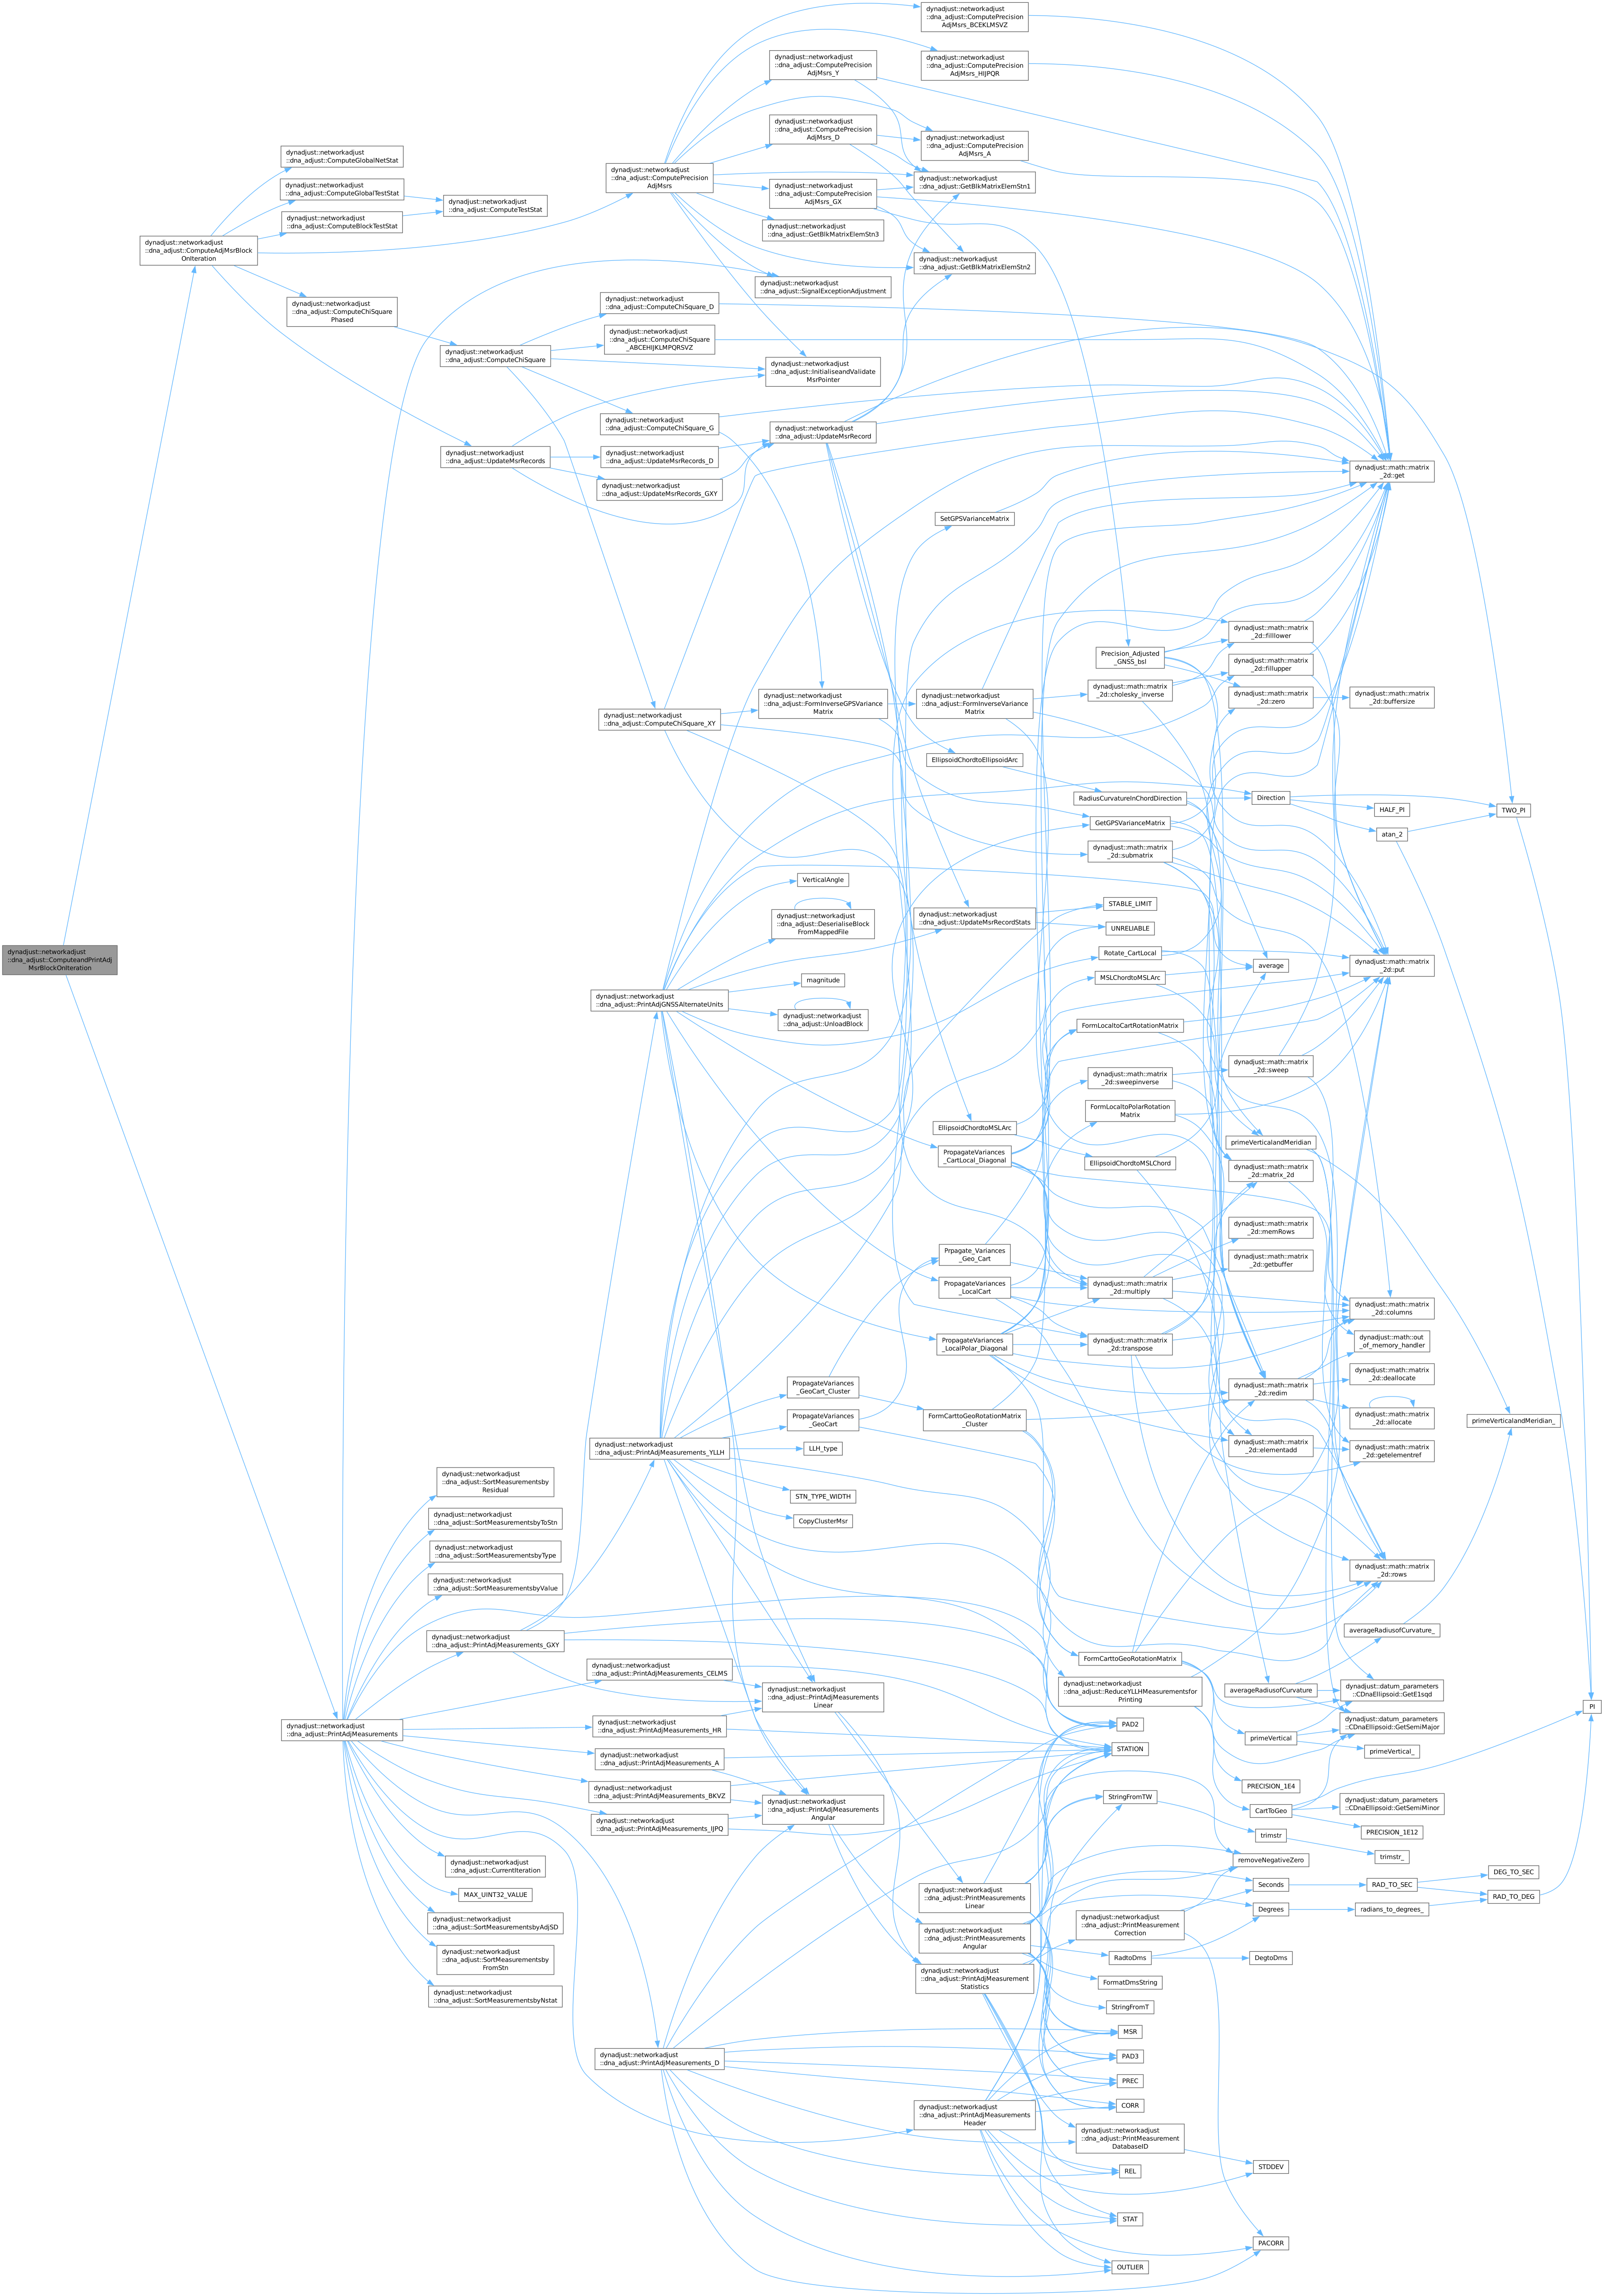 dynadjust::networkadjust
::dna_adjust::ComputeandPrintAdj
MsrBlockOnIteration
dynadjust::networkadjust
::dna_adjust::ComputeAdjMsrBlock
OnIteration
dynadjust::networkadjust
::dna_adjust::ComputeGlobalNetStat
dynadjust::networkadjust
::dna_adjust::ComputeGlobalTestStat
dynadjust::networkadjust
::dna_adjust::ComputeBlockTestStat
dynadjust::networkadjust
::dna_adjust::ComputeChiSquare
Phased
dynadjust::networkadjust
::dna_adjust::PrintAdjMeasurements
dynadjust::networkadjust
::dna_adjust::ComputeTestStat
dynadjust::networkadjust
::dna_adjust::ComputeChiSquare
dynadjust::networkadjust
::dna_adjust::UpdateMsrRecords
dynadjust::networkadjust
::dna_adjust::SortMeasurementsby
Residual
dynadjust::networkadjust
::dna_adjust::SortMeasurementsbyToStn
dynadjust::networkadjust
::dna_adjust::SortMeasurementsbyType
dynadjust::networkadjust
::dna_adjust::SortMeasurementsbyValue
dynadjust::networkadjust
::dna_adjust::PrintAdjMeasurements_GXY
dynadjust::networkadjust
::dna_adjust::CurrentIteration
MAX_UINT32_VALUE
dynadjust::networkadjust
::dna_adjust::SortMeasurementsbyAdjSD
dynadjust::networkadjust
::dna_adjust::SortMeasurementsby
FromStn
dynadjust::networkadjust
::dna_adjust::SortMeasurementsbyNstat
dynadjust::networkadjust
::dna_adjust::ComputePrecision
AdjMsrs
dynadjust::networkadjust
::dna_adjust::ComputeChiSquare_D
dynadjust::networkadjust
::dna_adjust::ComputeChiSquare
_ABCEHIJKLMPQRSVZ
dynadjust::networkadjust
::dna_adjust::ComputeChiSquare_G
dynadjust::networkadjust
::dna_adjust::UpdateMsrRecords_D
dynadjust::networkadjust
::dna_adjust::UpdateMsrRecords_GXY
dynadjust::networkadjust
::dna_adjust::ComputeChiSquare_XY
dynadjust::networkadjust
::dna_adjust::PrintAdjGNSSAlternateUnits
dynadjust::networkadjust
::dna_adjust::PrintAdjMeasurements_YLLH
dynadjust::networkadjust
::dna_adjust::PrintAdjMeasurements_CELMS
dynadjust::networkadjust
::dna_adjust::PrintAdjMeasurements_HR
dynadjust::networkadjust
::dna_adjust::PrintAdjMeasurements_A
dynadjust::networkadjust
::dna_adjust::PrintAdjMeasurements_BKVZ
dynadjust::networkadjust
::dna_adjust::PrintAdjMeasurements_IJPQ
dynadjust::networkadjust
::dna_adjust::PrintAdjMeasurements_D
dynadjust::networkadjust
::dna_adjust::ComputePrecision
AdjMsrs_Y
dynadjust::networkadjust
::dna_adjust::ComputePrecision
AdjMsrs_D
dynadjust::networkadjust
::dna_adjust::ComputePrecision
AdjMsrs_GX
dynadjust::networkadjust
::dna_adjust::GetBlkMatrixElemStn3
dynadjust::networkadjust
::dna_adjust::SignalExceptionAdjustment
dynadjust::networkadjust
::dna_adjust::InitialiseandValidate
MsrPointer
dynadjust::networkadjust
::dna_adjust::UpdateMsrRecord
dynadjust::networkadjust
::dna_adjust::FormInverseGPSVariance
Matrix
VerticalAngle
dynadjust::networkadjust
::dna_adjust::DeserialiseBlock
FromMappedFile
magnitude
dynadjust::networkadjust
::dna_adjust::UnloadBlock
PropagateVariances
_GeoCart_Cluster
PropagateVariances
_GeoCart
LLH_type
STN_TYPE_WIDTH
CopyClusterMsr
dynadjust::networkadjust
::dna_adjust::PrintAdjMeasurements
Linear
dynadjust::networkadjust
::dna_adjust::PrintAdjMeasurements
Angular
dynadjust::networkadjust
::dna_adjust::ComputePrecision
AdjMsrs_BCEKLMSVZ
dynadjust::networkadjust
::dna_adjust::ComputePrecision
AdjMsrs_HIJPQR
dynadjust::networkadjust
::dna_adjust::ComputePrecision
AdjMsrs_A
dynadjust::networkadjust
::dna_adjust::GetBlkMatrixElemStn1
dynadjust::networkadjust
::dna_adjust::GetBlkMatrixElemStn2
SetGPSVarianceMatrix
dynadjust::networkadjust
::dna_adjust::FormInverseVariance
Matrix
EllipsoidChordtoEllipsoidArc
dynadjust::networkadjust
::dna_adjust::UpdateMsrRecordStats
EllipsoidChordtoMSLArc
PropagateVariances
_CartLocal_Diagonal
Prpagate_Variances
_Geo_Cart
PropagateVariances
_LocalCart
PropagateVariances
_LocalPolar_Diagonal
FormCarttoGeoRotationMatrix
_Cluster
dynadjust::networkadjust
::dna_adjust::PrintMeasurements
Linear
dynadjust::networkadjust
::dna_adjust::PrintMeasurements
Angular
dynadjust::networkadjust
::dna_adjust::PrintAdjMeasurement
Statistics
dynadjust::networkadjust
::dna_adjust::PrintAdjMeasurements
Header
Precision_Adjusted
_GNSS_bsl
dynadjust::math::matrix
_2d::cholesky_inverse
RadiusCurvatureInChordDirection
GetGPSVarianceMatrix
dynadjust::math::matrix
_2d::submatrix
STABLE_LIMIT
UNRELIABLE
Rotate_CartLocal
MSLChordtoMSLArc
FormLocaltoCartRotationMatrix
dynadjust::math::matrix
_2d::sweepinverse
FormLocaltoPolarRotation
Matrix
EllipsoidChordtoMSLChord
dynadjust::math::matrix
_2d::multiply
dynadjust::math::matrix
_2d::transpose
FormCarttoGeoRotationMatrix
dynadjust::networkadjust
::dna_adjust::ReduceYLLHMeasurementsfor
Printing
PAD2
STATION
StringFromTW
dynadjust::networkadjust
::dna_adjust::PrintMeasurement
Correction
RadtoDms
FormatDmsString
StringFromT
MSR
PAD3
PREC
CORR
dynadjust::networkadjust
::dna_adjust::PrintMeasurement
DatabaseID
REL
STAT
OUTLIER
dynadjust::math::matrix
_2d::filllower
dynadjust::math::matrix
_2d::fillupper
dynadjust::math::matrix
_2d::zero
Direction
average
dynadjust::math::matrix
_2d::sweep
primeVerticalandMeridian
dynadjust::math::matrix
_2d::matrix_2d
dynadjust::math::matrix
_2d::memRows
dynadjust::math::matrix
_2d::getbuffer
dynadjust::math::matrix
_2d::redim
dynadjust::math::matrix
_2d::elementadd
averageRadiusofCurvature
primeVertical
PRECISION_1E4
CartToGeo
trimstr
removeNegativeZero
Seconds
Degrees
DegtoDms
STDDEV
PACORR
dynadjust::math::matrix
_2d::get
dynadjust::math::matrix
_2d::buffersize
HALF_PI
atan_2
dynadjust::math::matrix
_2d::put
dynadjust::math::matrix
_2d::columns
dynadjust::math::out
_of_memory_handler
dynadjust::math::matrix
_2d::deallocate
dynadjust::math::matrix
_2d::allocate
dynadjust::math::matrix
_2d::getelementref
dynadjust::math::matrix
_2d::rows
averageRadiusofCurvature_
dynadjust::datum_parameters
::CDnaEllipsoid::GetE1sqd
dynadjust::datum_parameters
::CDnaEllipsoid::GetSemiMajor
primeVertical_
dynadjust::datum_parameters
::CDnaEllipsoid::GetSemiMinor
PRECISION_1E12
trimstr_
RAD_TO_SEC
radians_to_degrees_
TWO_PI
primeVerticalandMeridian_
DEG_TO_SEC
RAD_TO_DEG
PI